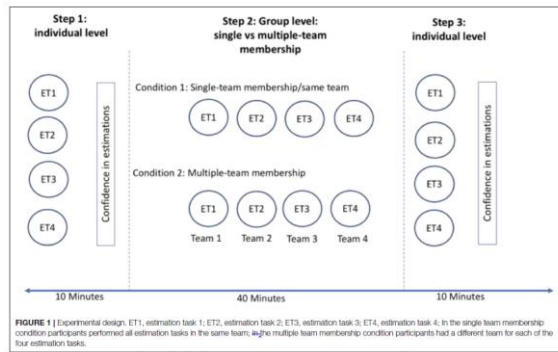 Step 1:
individual level
Step 2: Group level:
single vs multiple-team
membership
Step 3:
individual level
ET1
ET2
ET3
ET4
Confidence in estimations
Condition 1: Single-team membership/same team
ET1 ET2 ET3 ET4
Condition 2: Multiple-team membership
ET1 ET2 ET3 ET4
Team 1 Team 2 Team 3 Team 4
ET1
ET2
ET3
ET4
Confidence in estimations
10 Minutes 40 Minutes 10 Minutes
FIGURE 1 | Experimental design. ET1, estimation task 1; ET2, estimation task 2; ET3, estimation task 3; ET4, estimation task 4; In the single team membership
condition participants performed all estimation tasks in the same team; in the multiple team membership condition participants had a different team for each of the
four estimation tasks.